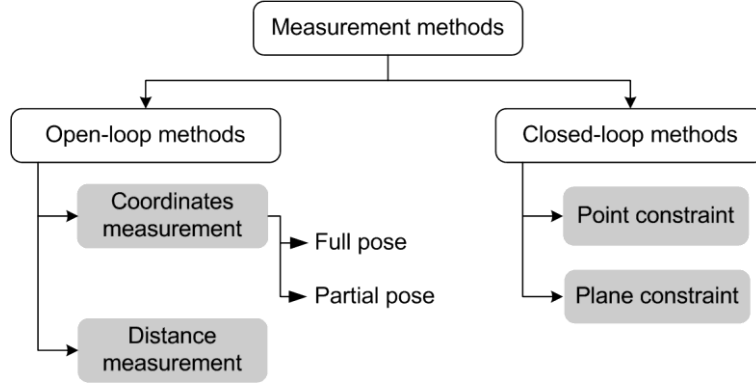 Measurement methods
Open-loop methods
Closed-loop methods
Coordinates
measurement
Full pose
Partial pose
Distance
measurement
Point constraint
Plane constraint